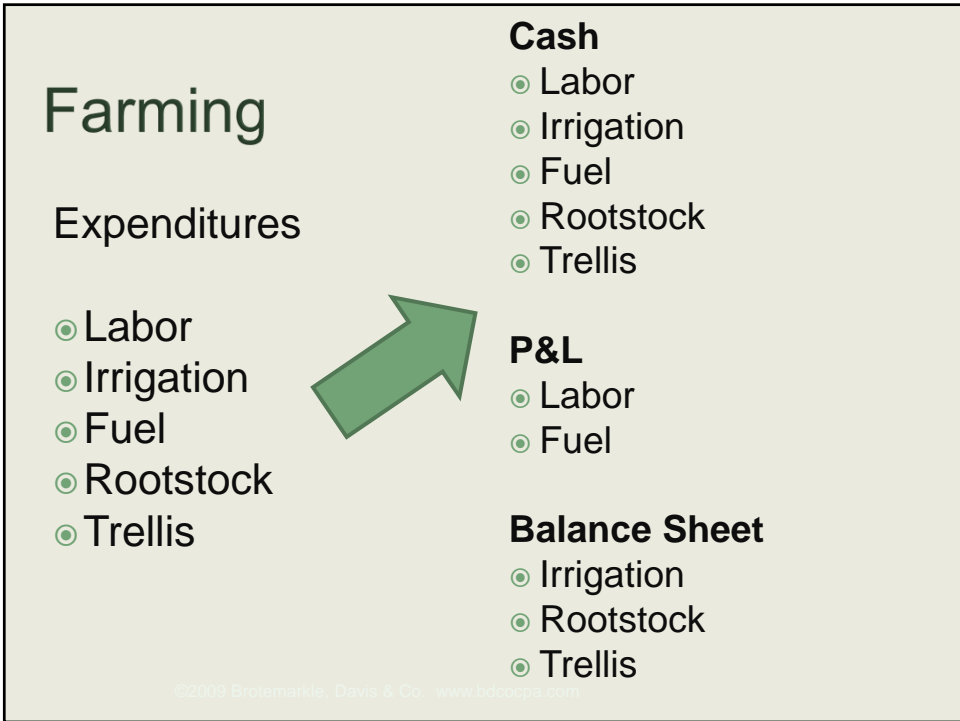 Farming
Expenditures
Labor
Irrigation
Fuel
Rootstock
Trellis
Cash
Labor
Irrigation
Fuel
Rootstock
Trellis
P&L
Labor
Fuel
Balance Sheet
Irrigation
Rootstock
Trellis
©2009 Brotemarkle, Davis & Co. www.bdcocpa.com